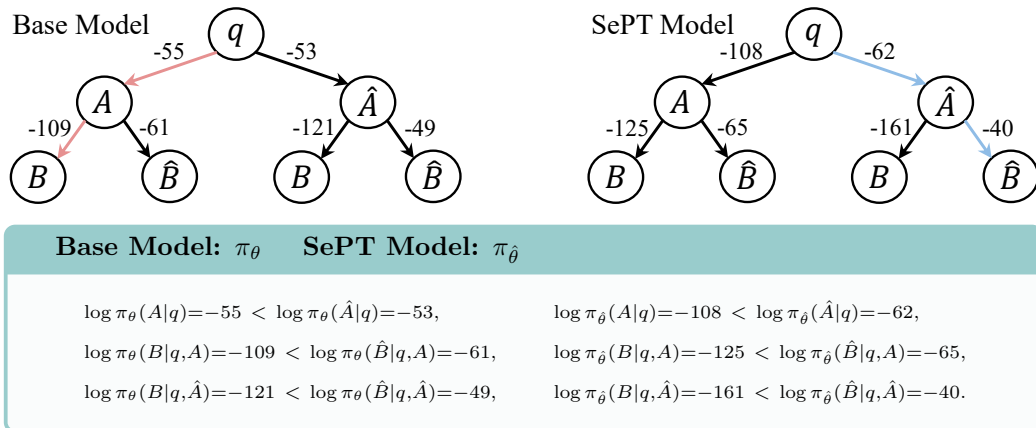 Base Model
q
SePT Model
q
-55
-53
-108
-62
A
Â
A
Â
-109
-61
-121
-49
-125
-65
-161
-40
B
B̂
B
B̂
B
B̂
B
B̂
Base Model: π_θ SePT Model: π_θ̂
log π_θ(A|q)=−55 < log π_θ(Â|q)=−53,
log π_θ̂(A|q)=−108 < log π_θ̂(Â|q)=−62,
log π_θ(B|q,A)=−109 < log π_θ(B̂|q,A)=−61,
log π_θ̂(B|q,A)=−125 < log π_θ̂(B̂|q,A)=−65,
log π_θ(B|q,Â)=−121 < log π_θ(B̂|q,Â)=−49,
log π_θ̂(B|q,Â)=−161 < log π_θ̂(B̂|q,Â)=−40.